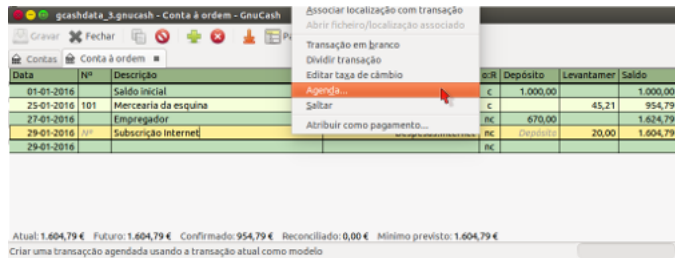 gcashdata_3.gnucash - Conta à ordem - GnuCash
Associar localização com transação
Abrir ficheiro/localização associado
Gravar Fechar
Transação em branco
Dividir transação
Editar taxa de câmbio
Agenda...
Saltar
Atribuir como pagamento...
Contas Conta à ordem
Data Nº Descrição o:R Depósito Levantamer Saldo
01-01-2016 Saldo inicial c 1.000,00 1.000,00
25-01-2016 101 Mercearia da esquina c 45,21 954,79
27-01-2016 Empregador nc 670,00 1.624,79
29-01-2016 Nº Subscrição Internet Despesas:Internet nc Depósito 20,00 1.604,79
29-01-2016 nc
Atual: 1.604,79 € Futuro: 1.604,79 € Confirmado: 954,79 € Reconciliado: 0,00 € Mínimo previsto: 1.604,79 €
Criar uma transacção agendada usando a transação atual como modelo